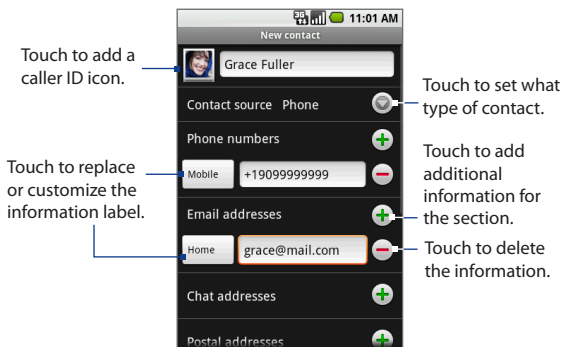 3G 11:01 AM
New contact
Touch to add a
caller ID icon.
Grace Fuller
Contact source Phone
Touch to set what
type of contact.
Phone numbers
Mobile +19099999999
Touch to replace
or customize the
information label.
Touch to add
additional
information for
the section.
Email addresses
Home grace@mail.com
Touch to delete
the information.
Chat addresses
Postal addresses